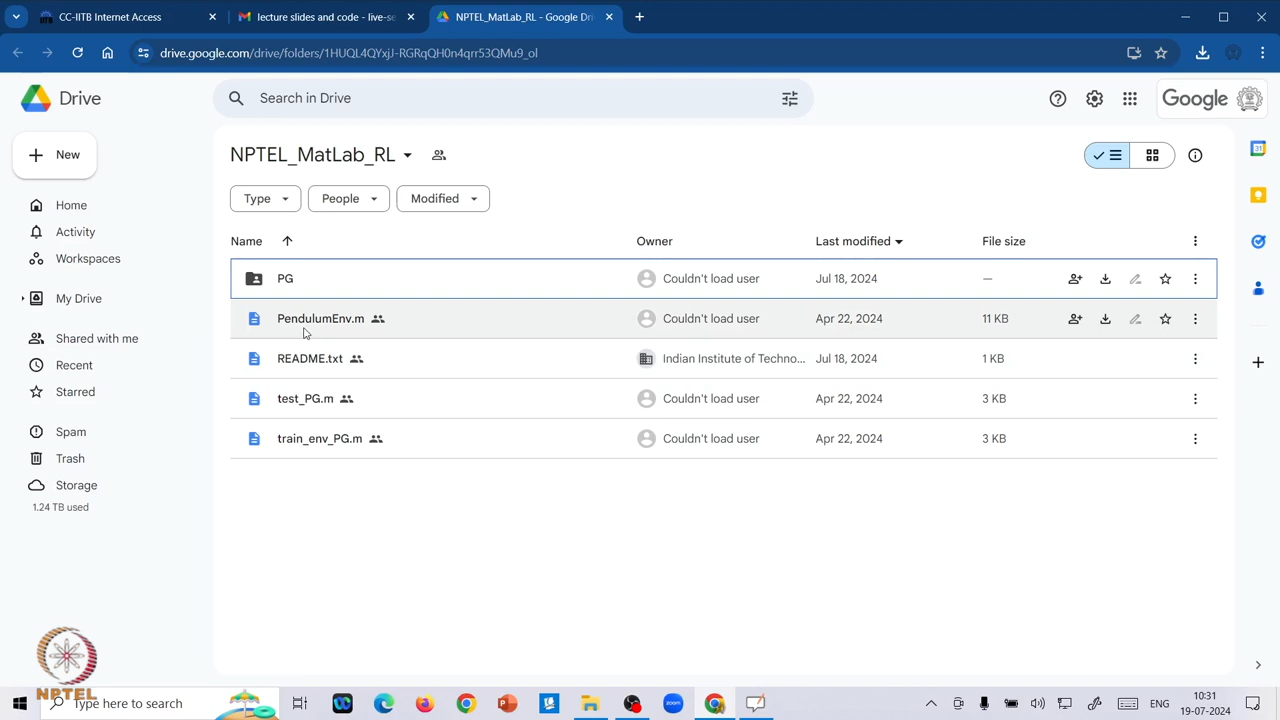 CC-IITB Internet Access
lecture slides and code - live-se
NPTEL_MatLab_RL - Google Dri
drive.google.com/drive/folders/1HUQL4QYxjJ-RGRqQH0n4qrr53QMu9_ol
Drive
Search in Drive
Google
New
NPTEL_MatLab_RL
Type
People
Modified
Home
Activity
Workspaces
My Drive
Shared with me
Recent
Starred
Spam
Trash
Storage
1.24 TB used
Name Owner Last modified File size
PG Couldn't load user Jul 18, 2024 —
PendulumEnv.m Couldn't load user Apr 22, 2024 11 KB
README.txt Indian Institute of Techno... Jul 18, 2024 1 KB
test_PG.m Couldn't load user Apr 22, 2024 3 KB
train_env_PG.m Couldn't load user Apr 22, 2024 3 KB
NPTEL
Type here to search
zoom
ENG
10:31
19-07-2024